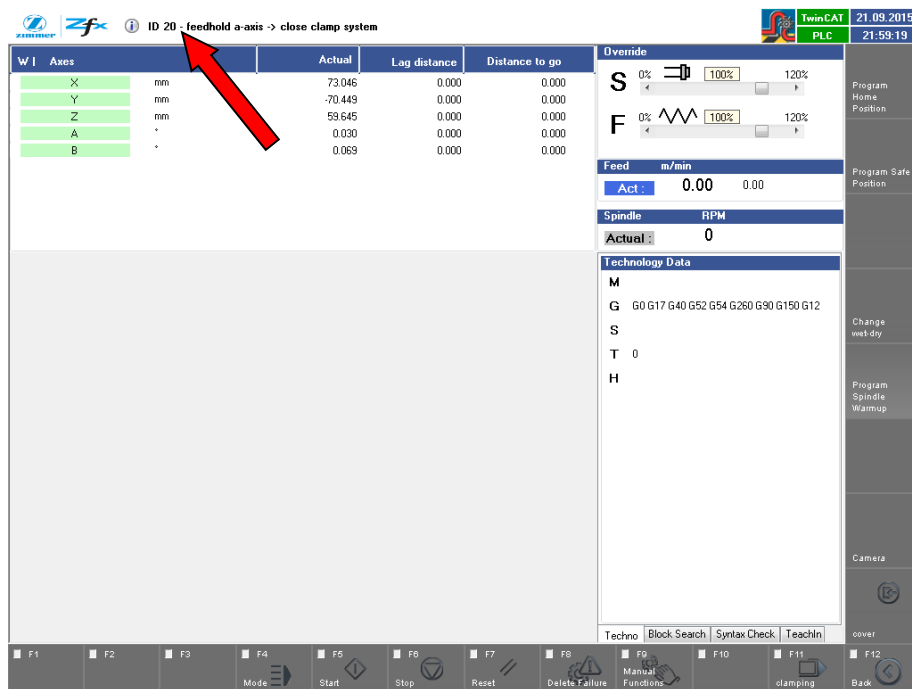 zimmer Zfx ID 20 - feedhold a-axis -> close clamp system
TwinCAT 21.09.2015
PLC 21:59:19
W I Axes Actual Lag distance Distance to go
X mm 73.046 0.000 0.000
Y mm -70.449 0.000 0.000
Z mm 59.645 0.000 0.000
A ° 0.030 0.000 0.000
B ° 0.069 0.000 0.000
Override
S 0% 100% 120%
F 0% 100% 120%
Feed m/min
Act : 0.00 0.00
Spindle RPM
Actual : 0
Technology Data
M
G G0 G17 G40 G52 G54 G260 G90 G150 G12
S
T 0
H
Techno Block Search Syntax Check TeachIn
Program
Home
Position
Program Safe
Position
Change
wet-dry
Program
Spindle
Warmup
Camera
cover
F1 F2 F3 F4 F5 F6 F7 F8 F9 F10 F11 F12
Mode Start Stop Reset Delete Failure Manual Functions clamping Back